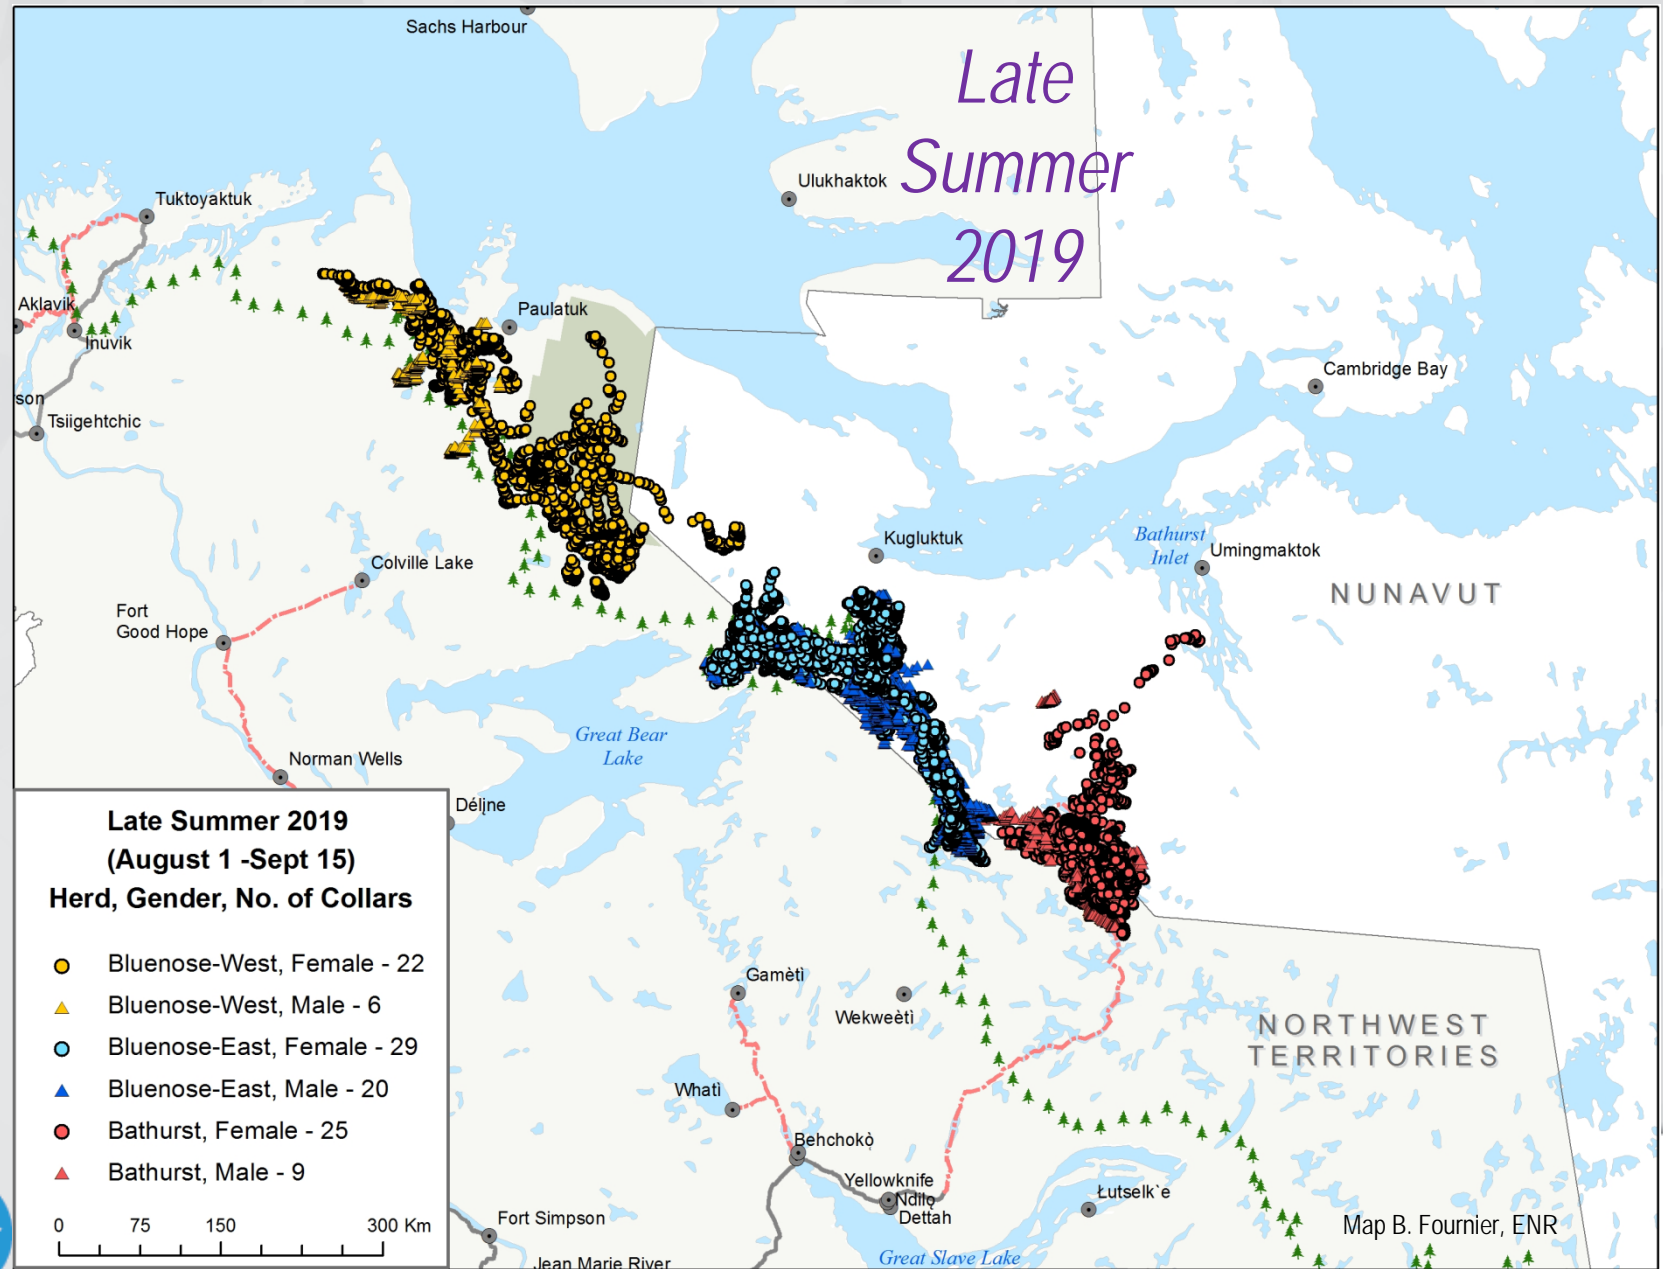 Sachs Harbour
Late
Summer
2019
Ulukhaktok
Tuktoyaktuk
Aklavik
Inuvik
Paulatuk
Cambridge Bay
son
Tsiigehtchic
Kugluktuk
Bathurst
Inlet
Umingmaktok
Colville Lake
NUNAVUT
Fort
Good Hope
Great Bear
Lake
Norman Wells
Délı̨ne
Late Summer 2019
(August 1 -Sept 15)
Herd, Gender, No. of Collars
Bluenose-West, Female - 22
Bluenose-West, Male - 6
Bluenose-East, Female - 29
Bluenose-East, Male - 20
Bathurst, Female - 25
Bathurst, Male - 9
0 75 150 300 Km
Gamètì
Wekweètì
NORTHWEST
TERRITORIES
Whatì
Behchokǫ̀
Yellowknife
Ndilǫ
Dettah
Łutselk`e
Fort Simpson
Jean Marie River
Great Slave Lake
Map B. Fournier, ENR